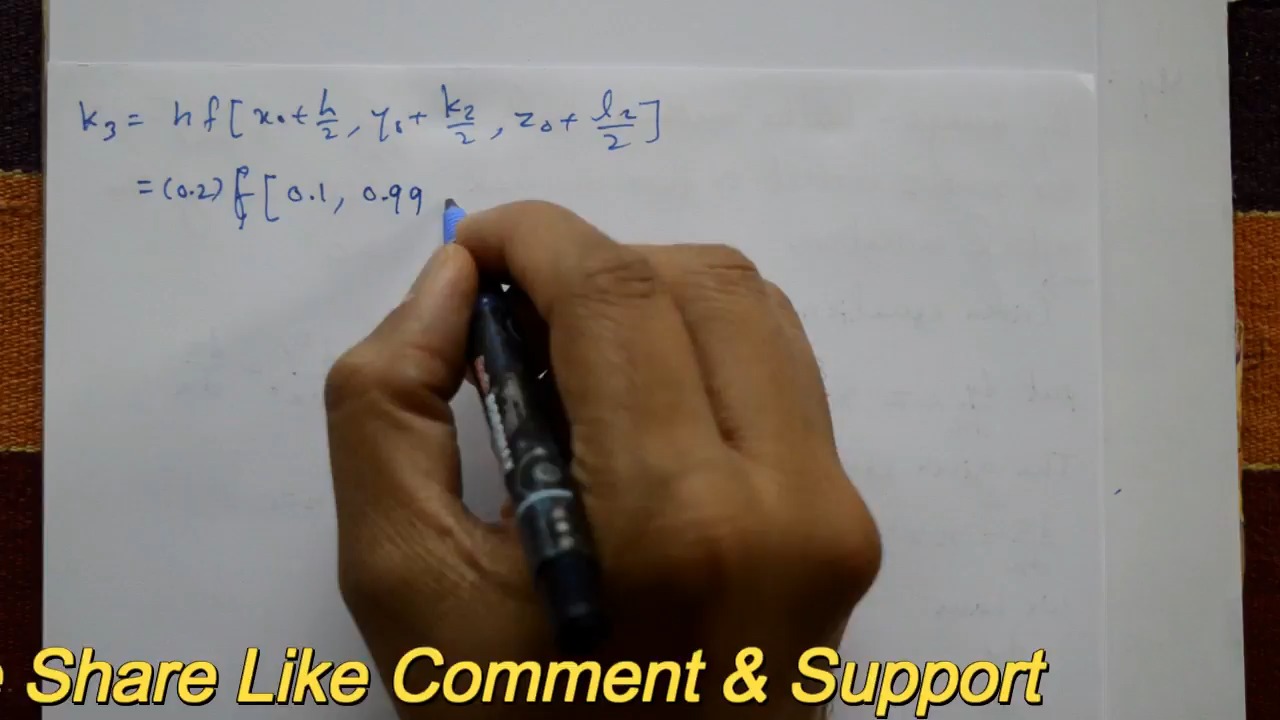 k₃ = hf[x₀+h/2, y₀+k₂/2, z₀+l₂/2]
=(0.2)f[0.1, 0.99
Share Like Comment & Support